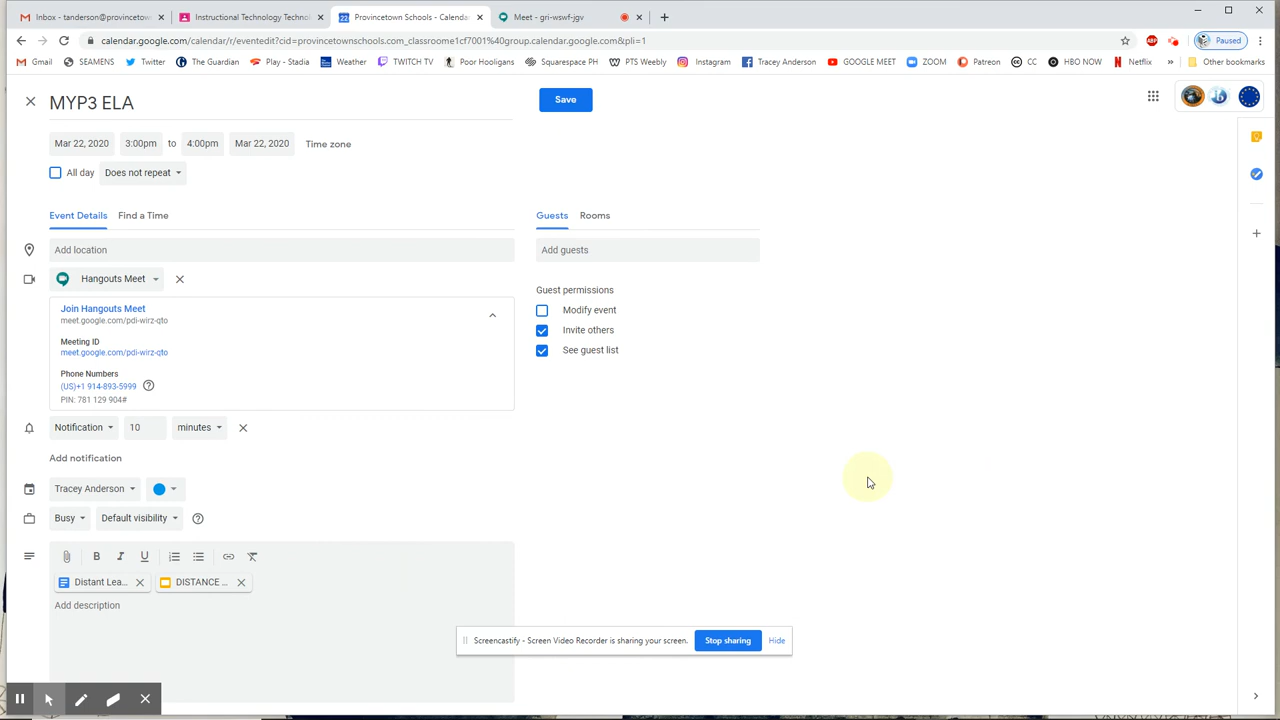 Inbox - tanderson@provincetown
Instructional Technology Technol
Provincetown Schools - Calendar
Meet - gri-wswf-jgv
calendar.google.com/calendar/r/eventedit?cid=provincetownschools.com_classroome1cf7001%40group.calendar.google.com&pli=1
Paused
Gmail
SEAMENS
Twitter
The Guardian
Play - Stadia
Weather
TWITCH TV
Poor Hooligans
Squarespace PH
PTS Weekly
Instagram
Tracey Anderson
GOOGLE MEET
ZOOM
Patreon
CC
HBO NOW
Netflix
Other bookmarks
MYP3 ELA
Save
Mar 22, 2020 3:00pm to 4:00pm Mar 22, 2020 Time zone
All day Does not repeat
Event Details Find a Time
Guests Rooms
Add location
Add guests
Hangouts Meet
Join Hangouts Meet
meet.google.com/pdi-wirz-qto
Meeting ID
meet.google.com/pdi-wirz-qto
Phone Numbers
(US)+1 914-893-5999
PIN: 781 129 904#
Guest permissions
Modify event
Invite others
See guest list
Notification 10 minutes
Add notification
Tracey Anderson
Busy Default visibility
B I U
Distant Lea... DISTANCE ...
Add description
Screencastify - Screen Video Recorder is sharing your screen. Stop sharing Hide